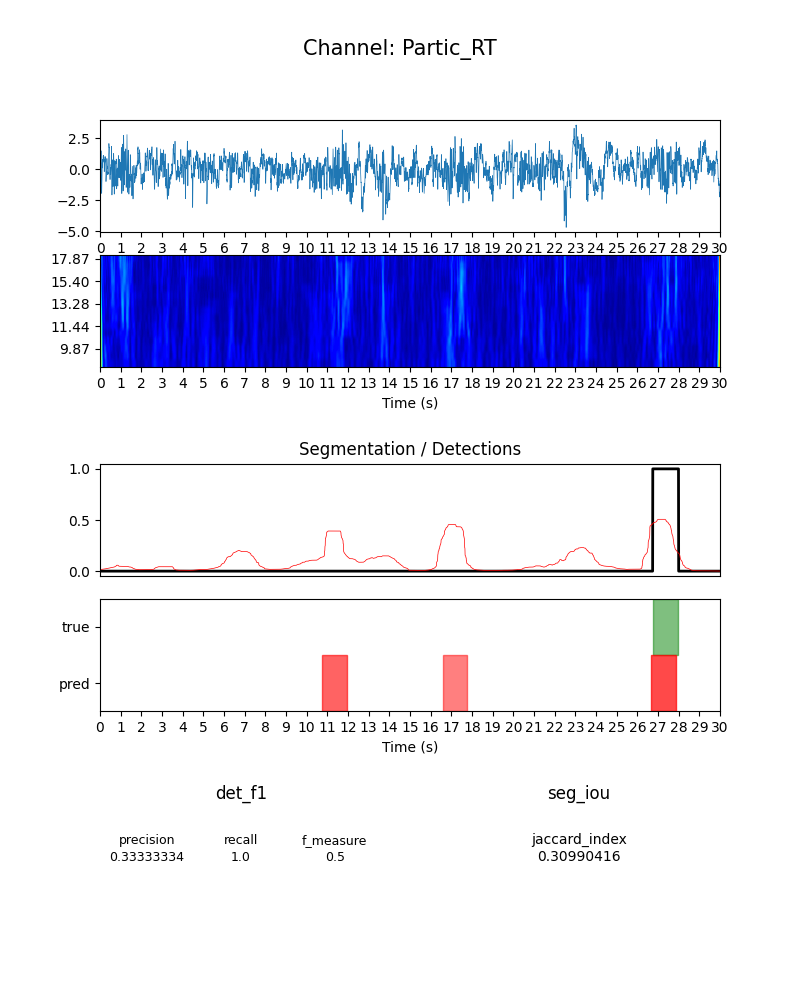 Channel: Partic_RT
2.5
0.0
−2.5
−5.0
0 1 2 3 4 5 6 7 8 9 10 11 12 13 14 15 16 17 18 19 20 21 22 23 24 25 26 27 28 29 30
17.87
15.40
13.28
11.44
9.87
0 1 2 3 4 5 6 7 8 9 10 11 12 13 14 15 16 17 18 19 20 21 22 23 24 25 26 27 28 29 30
Time (s)
Segmentation / Detections
1.0
0.5
0.0
true
pred
0 1 2 3 4 5 6 7 8 9 10 11 12 13 14 15 16 17 18 19 20 21 22 23 24 25 26 27 28 29 30
Time (s)
det_f1 seg_iou
precision recall f_measure jaccard_index
0.33333334 1.0 0.5 0.30990416